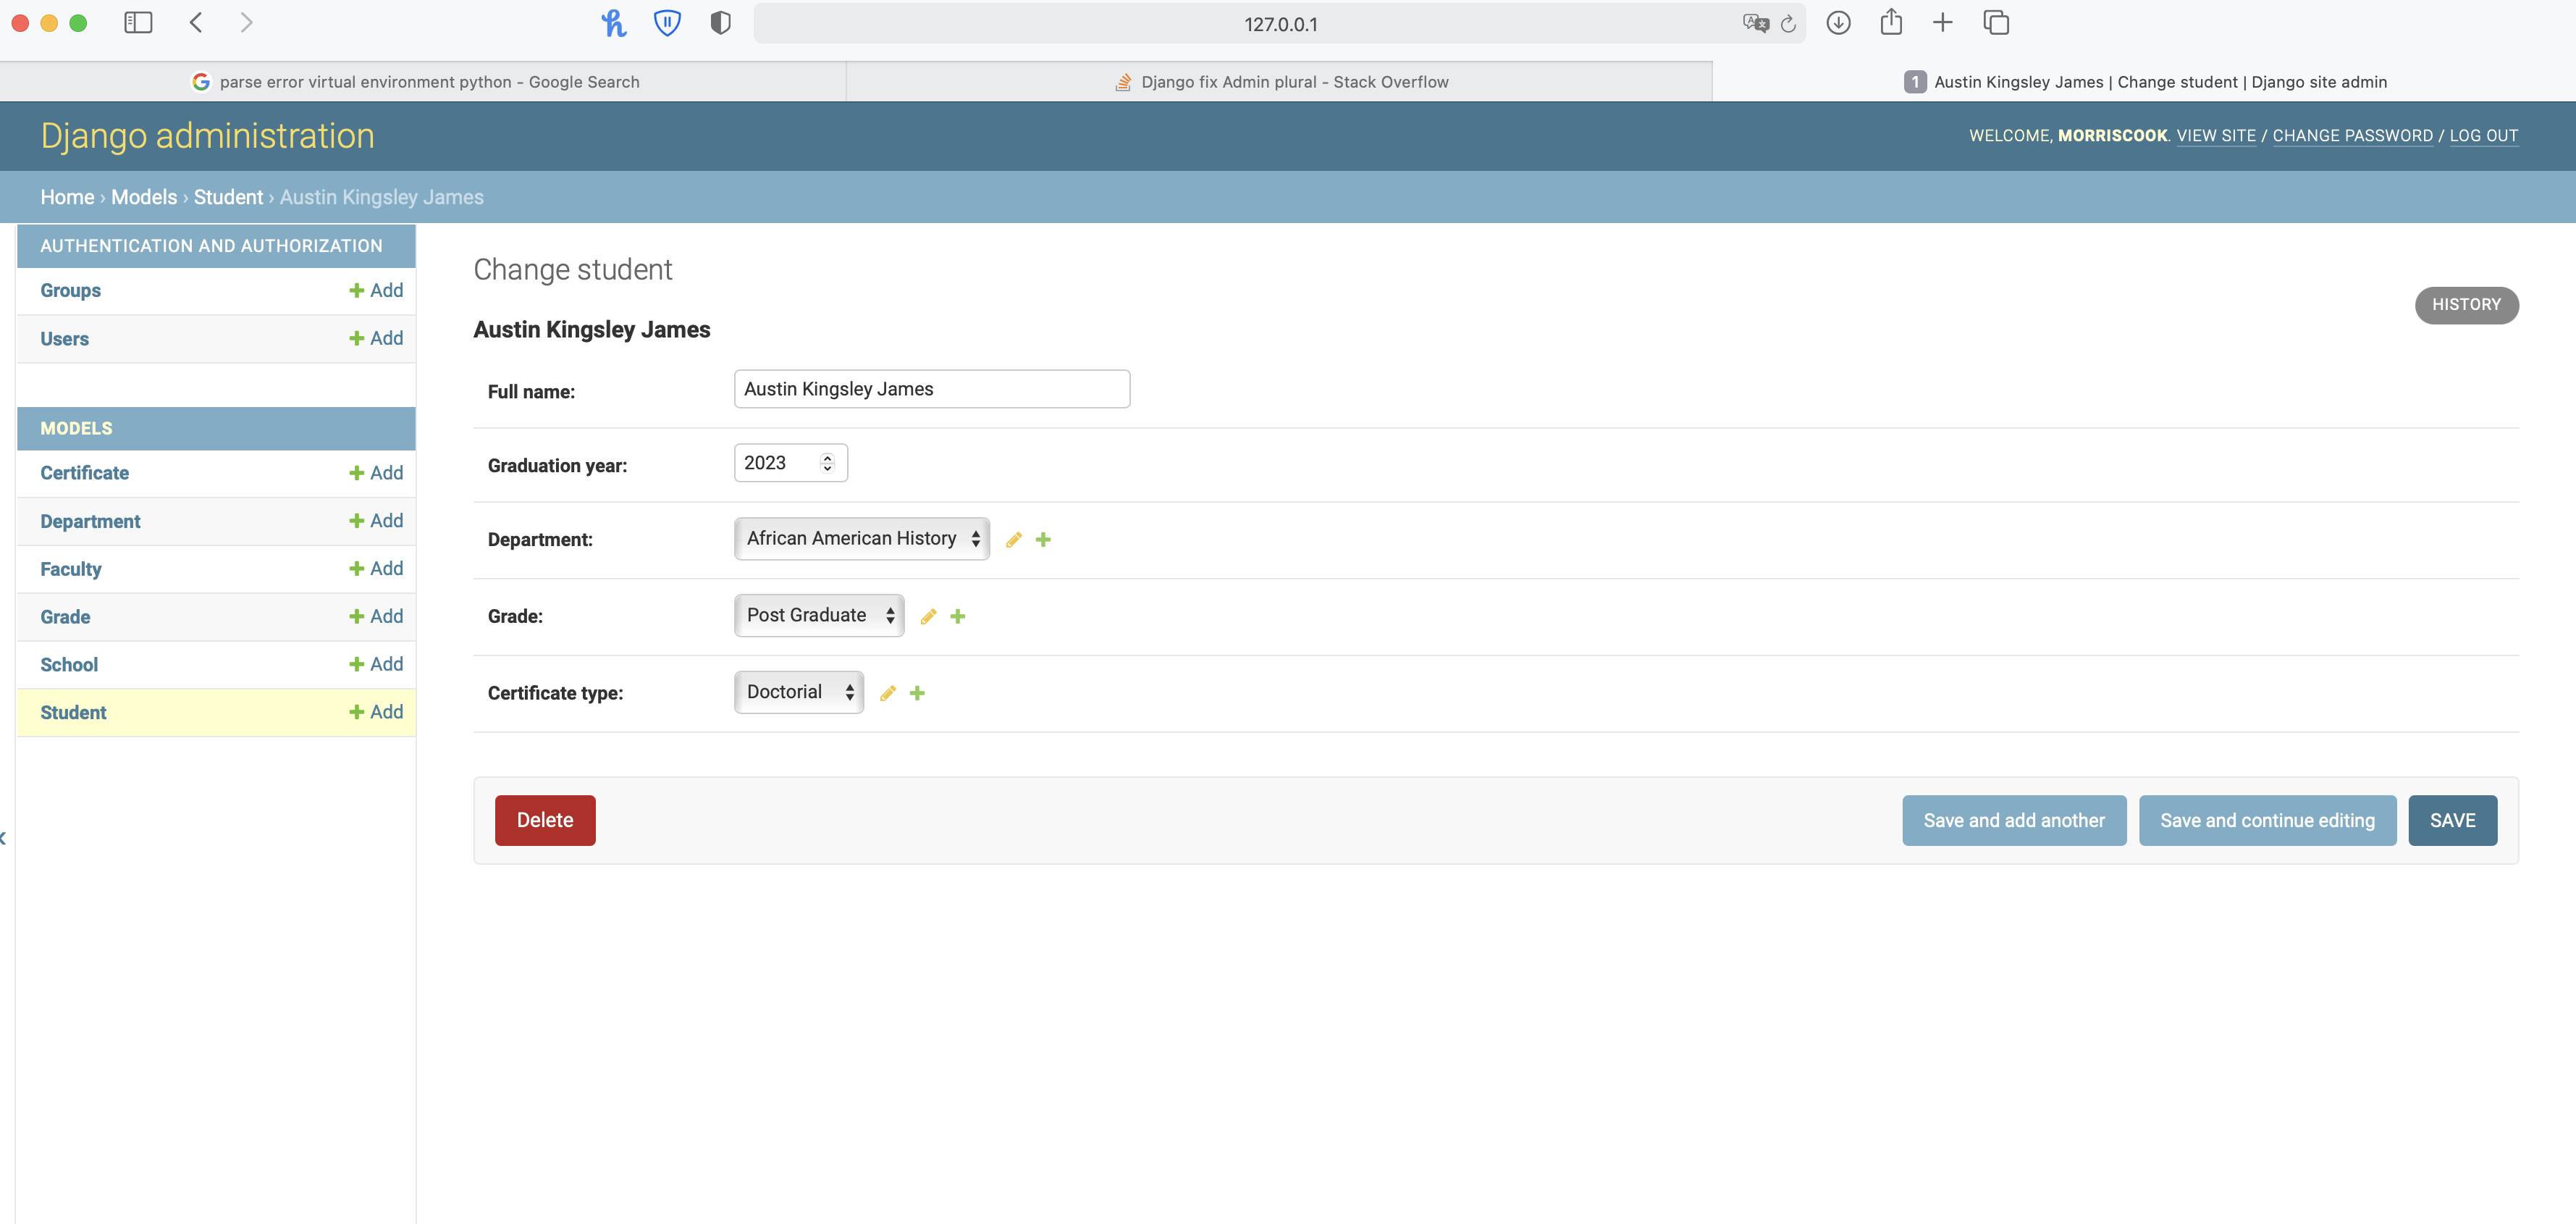 127.0.0.1
parse error virtual environment python - Google Search
Django fix Admin plural - Stack Overflow
1 Austin Kingsley James | Change student | Django site admin
Django administration
WELCOME, MORRISCOOK. VIEW SITE / CHANGE PASSWORD / LOG OUT
Home › Models › Student › Austin Kingsley James
AUTHENTICATION AND AUTHORIZATION
Groups + Add
Users + Add
MODELS
Certificate + Add
Department + Add
Faculty + Add
Grade + Add
School + Add
Student + Add
Change student
HISTORY
Austin Kingsley James
Full name: Austin Kingsley James
Graduation year: 2023
Department: African American History
Grade: Post Graduate
Certificate type: Doctorial
Delete
Save and add another
Save and continue editing
SAVE